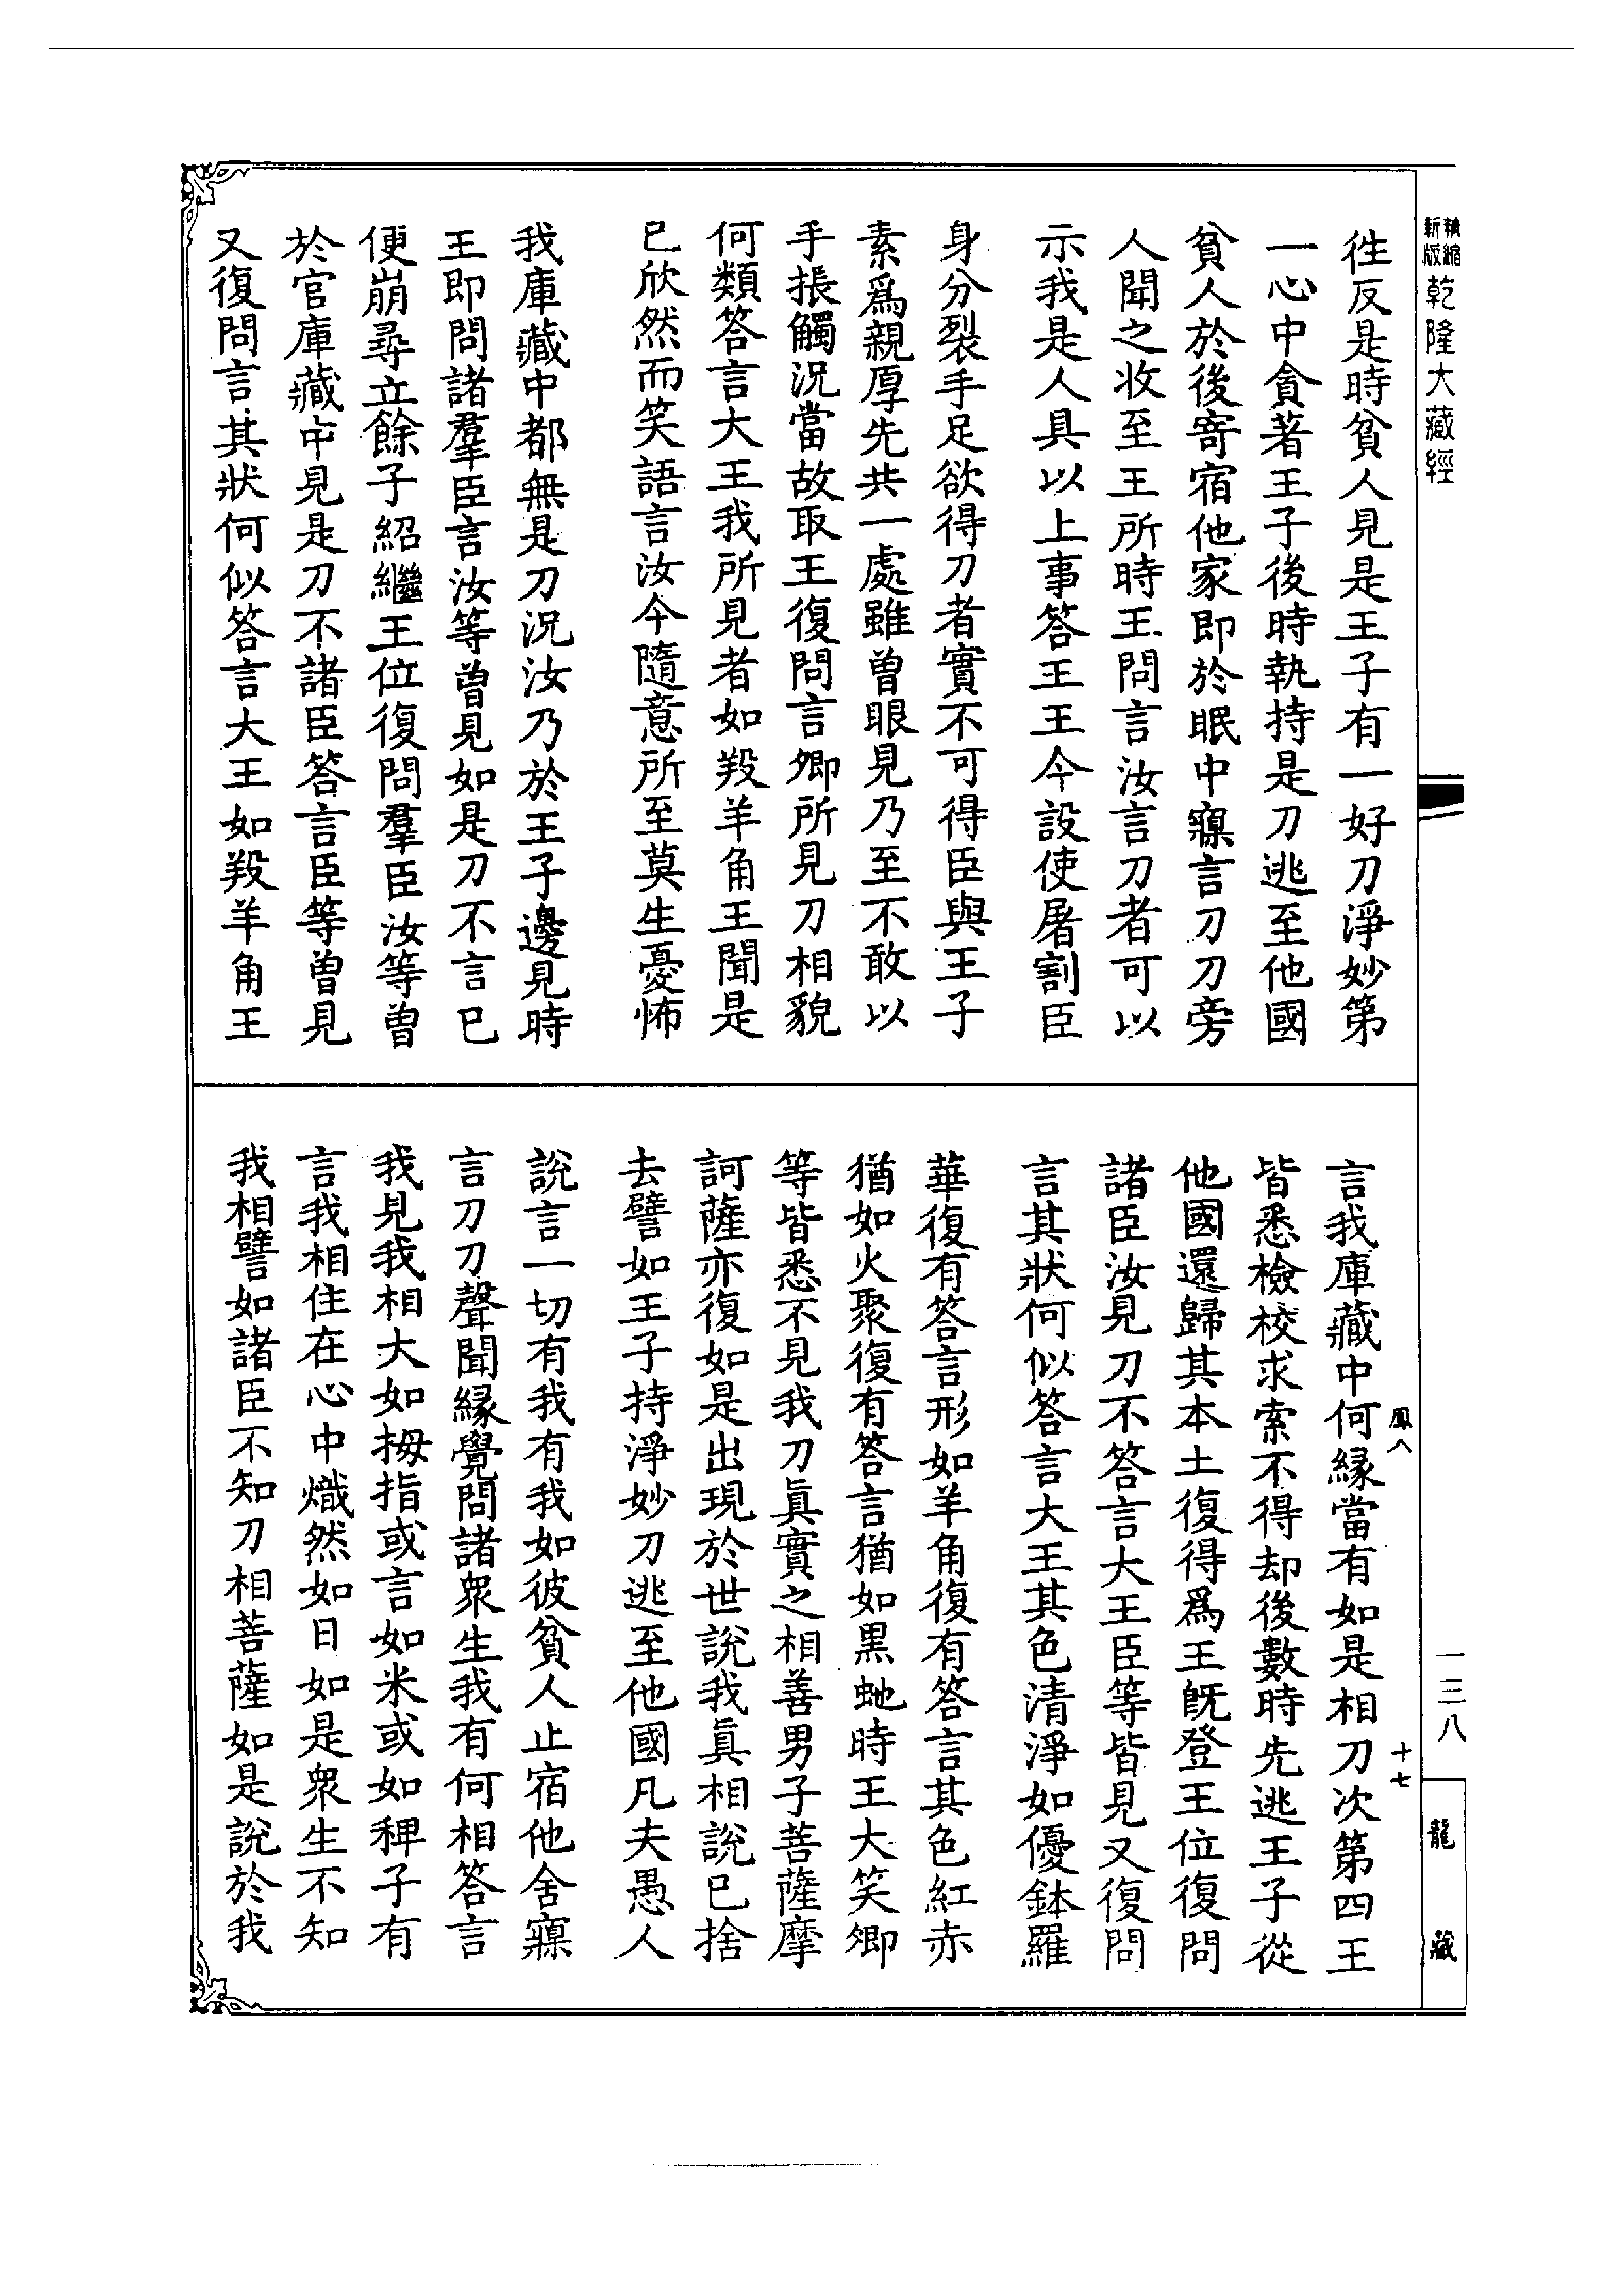 精縮
新版
乾隆大藏經
往反是時貧人見是王子有一好刀淨妙第
一心中貪著王子後時執持是刀逃至他國
貧人於後寄宿他家即於眠中寱言刀刀旁
人聞之收至王所時王問言汝言刀者可以
示我是人具以上事答王王今設使屠割臣
身分裂手足欲得刀者實不可得臣與王子
素爲親厚先共一處雖曾眼見乃至不敢以
手掁觸況當故取王復問言卿所見刀相貌
何類答言大王我所見者如羖羊角王聞是
已欣然而笑語言汝今隨意所至莫生憂怖
我庫藏中都無是刀況汝乃於王子邊見時
王即問諸羣臣言汝等曾見如是刀不言已
便崩尋立餘子紹繼王位復問羣臣汝等曾
於官庫藏中見是刀不諸臣答言臣等曾見
又復問言其狀何似答言大王如羖羊角王
言我庫藏中何緣當有如是相刀次第四王
皆悉檢校求索不得却後數時先逃王子從
他國還歸其本土復得爲王既登王位復問
諸臣汝見刀不答言大王臣等皆見又復問
言其狀何似答言大王其色清淨如優鉢羅
華復有答言形如羊角復有答言其色紅赤
猶如火聚復有答言猶如黑虵時王大笑卿
等皆悉不見我刀眞實之相善男子菩薩摩
訶薩亦復如是出現於世說我眞相說已捨
去譬如王子持淨妙刀逃至他國凡夫愚人
說言一切有我有我如彼貧人止宿他舍寱
言刀刀聲聞緣覺問諸衆生我有何相答言
我見我相大如拇指或言如米或如稗子有
言我相住在心中熾然如日如是衆生不知
我相譬如諸臣不知刀相菩薩如是說於我
鳳八
十七
一三八
龍藏